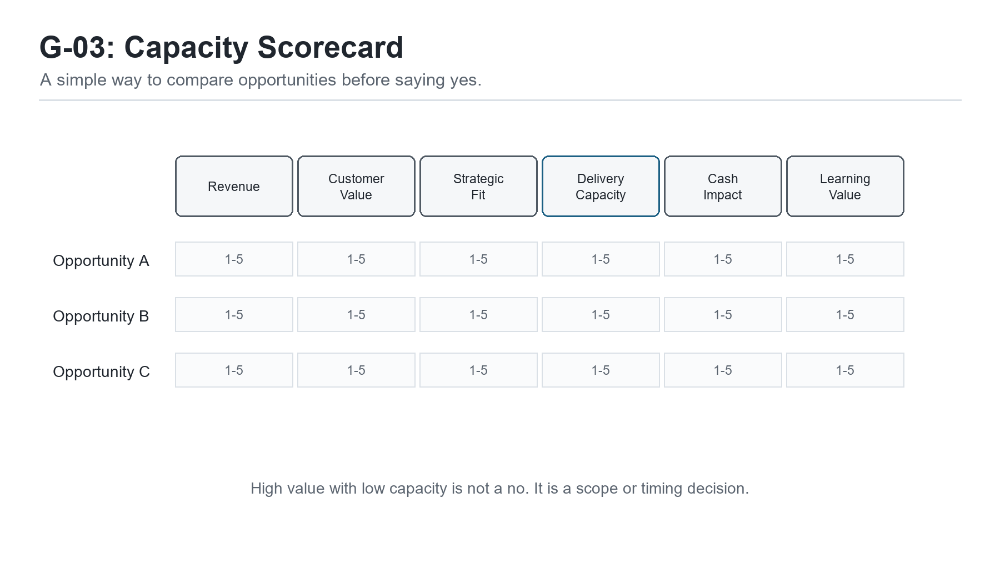 G-03: Capacity Scorecard
A simple way to compare opportunities before saying yes.
Revenue
Customer
Value
Strategic
Fit
Delivery
Capacity
Cash
Impact
Learning
Value
Opportunity A 1-5 1-5 1-5 1-5 1-5 1-5
Opportunity B 1-5 1-5 1-5 1-5 1-5 1-5
Opportunity C 1-5 1-5 1-5 1-5 1-5 1-5
High value with low capacity is not a no. It is a scope or timing decision.